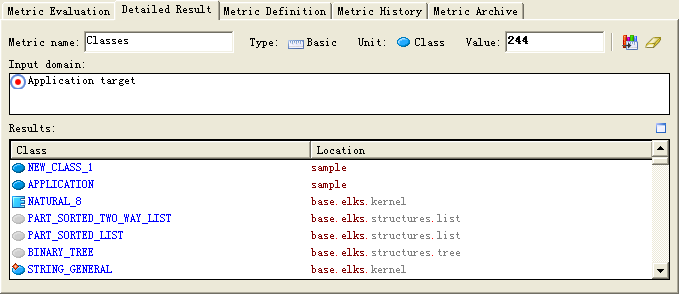 Metric Evaluation Detailed Result Metric Definition Metric History Metric Archive
Metric name: Classes Type: Basic Unit: Class Value: 244
Input domain:
Application target
Results:
Class Location
NEW_CLASS_1 sample
APPLICATION sample
NATURAL_8 base.elks.kernel
PART_SORTED_TWO_WAY_LIST base.elks.structures.list
PART_SORTED_LIST base.elks.structures.list
BINARY_TREE base.elks.structures.tree
STRING_GENERAL base.elks.kernel